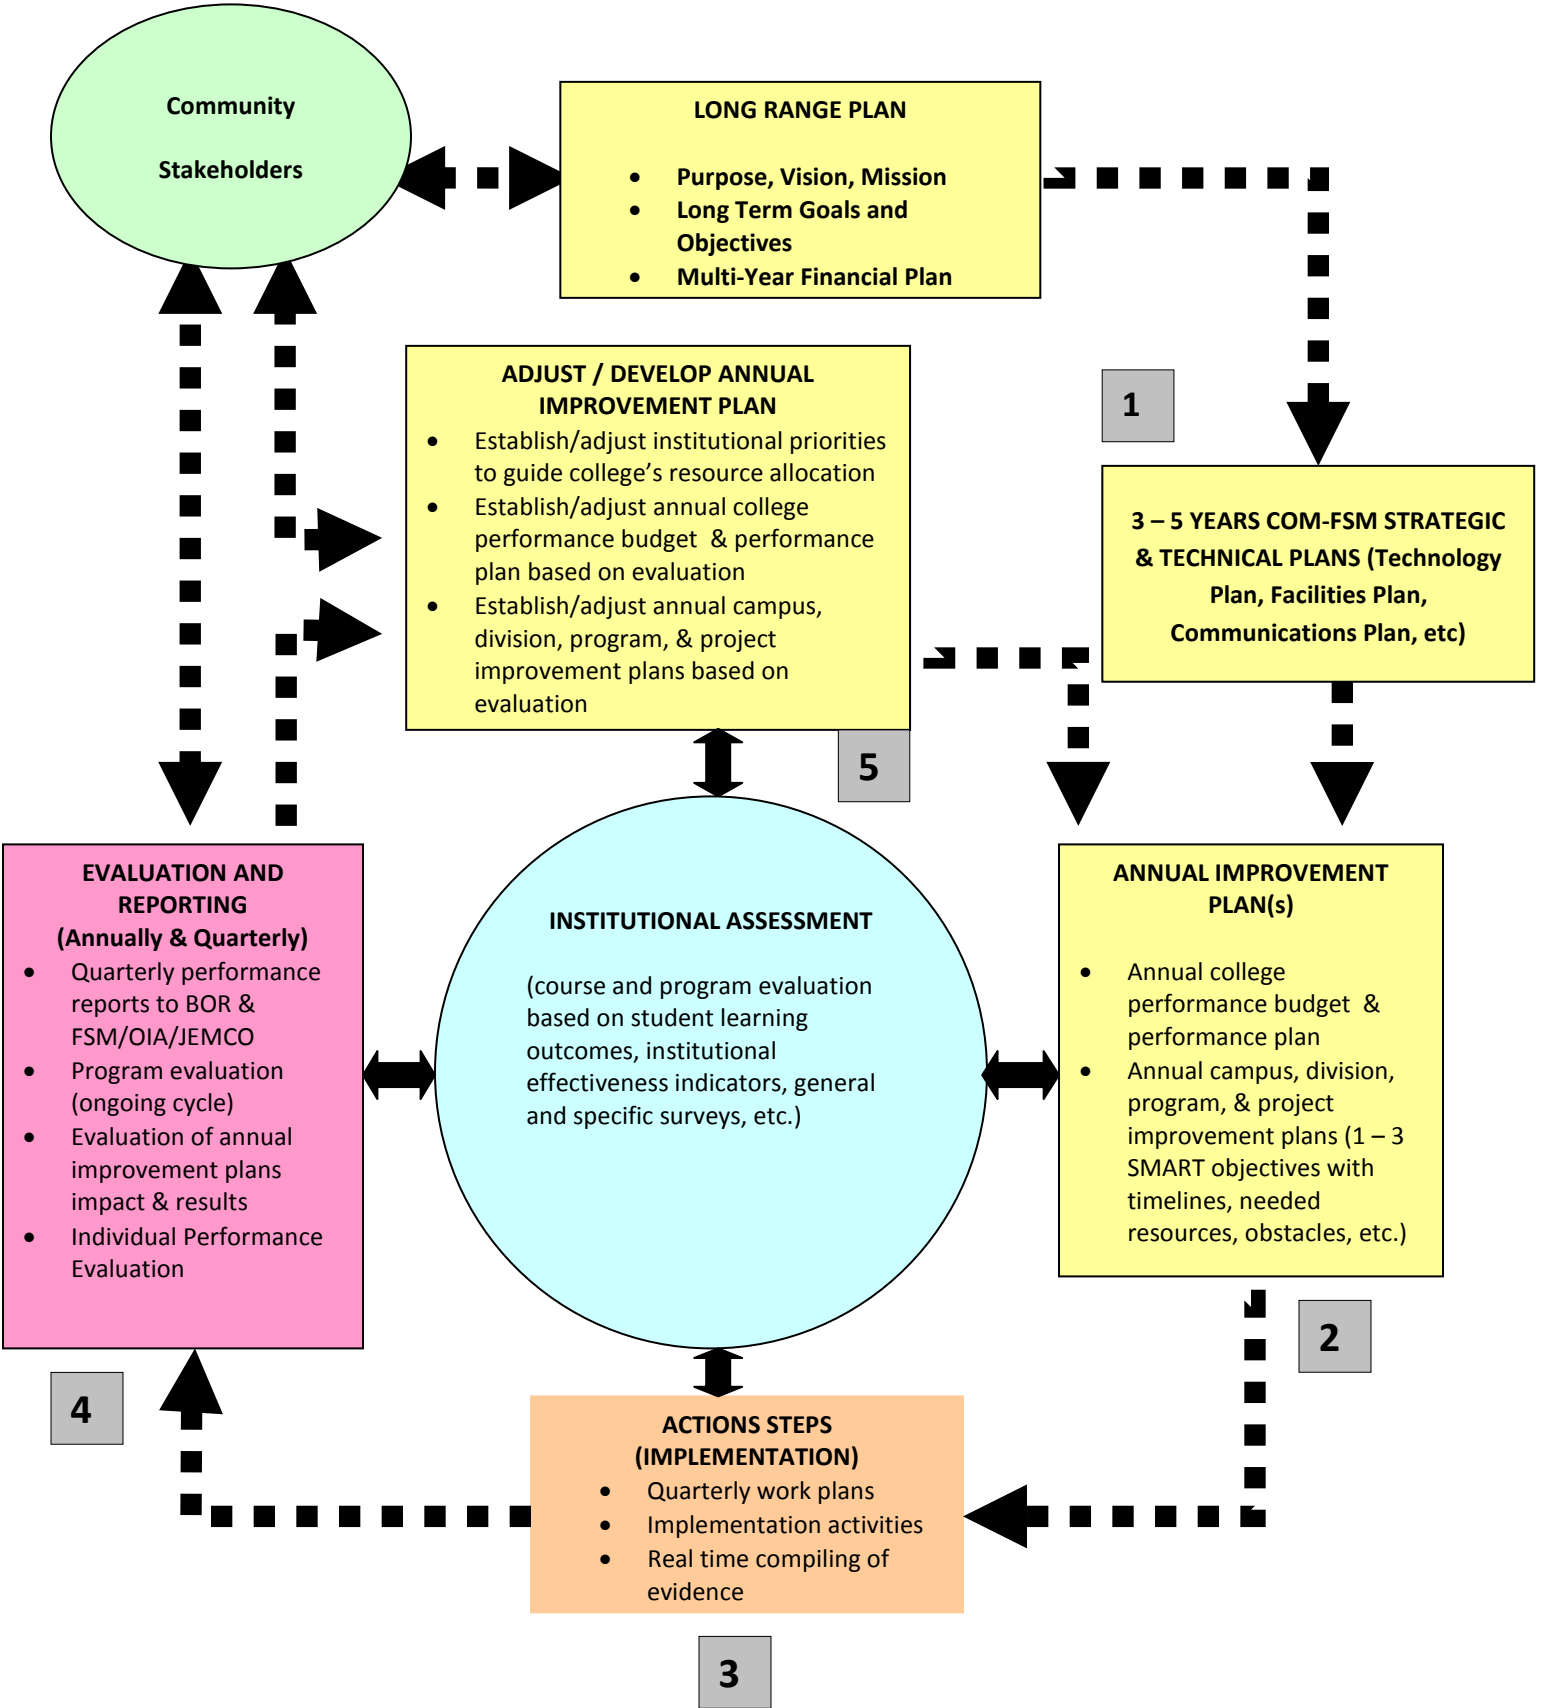 Community
Stakeholders
LONG RANGE PLAN
• Purpose, Vision, Mission
• Long Term Goals and
Objectives
• Multi-Year Financial Plan
ADJUST / DEVELOP ANNUAL
IMPROVEMENT PLAN
• Establish/adjust institutional priorities
to guide college’s resource allocation
• Establish/adjust annual college
performance budget & performance
plan based on evaluation
• Establish/adjust annual campus,
division, program, & project
improvement plans based on
evaluation
1
3 – 5 YEARS COM-FSM STRATEGIC
& TECHNICAL PLANS (Technology
Plan, Facilities Plan,
Communications Plan, etc)
5
EVALUATION AND
REPORTING
(Annually & Quarterly)
• Quarterly performance
reports to BOR &
FSM/OIA/JEMCO
• Program evaluation
(ongoing cycle)
• Evaluation of annual
improvement plans
impact & results
• Individual Performance
Evaluation
INSTITUTIONAL ASSESSMENT
(course and program evaluation
based on student learning
outcomes, institutional
effectiveness indicators, general
and specific surveys, etc.)
ANNUAL IMPROVEMENT
PLAN(s)
• Annual college
performance budget &
performance plan
• Annual campus, division,
program, & project
improvement plans (1 – 3
SMART objectives with
timelines, needed
resources, obstacles, etc.)
2
4
ACTIONS STEPS
(IMPLEMENTATION)
• Quarterly work plans
• Implementation activities
• Real time compiling of
evidence
3